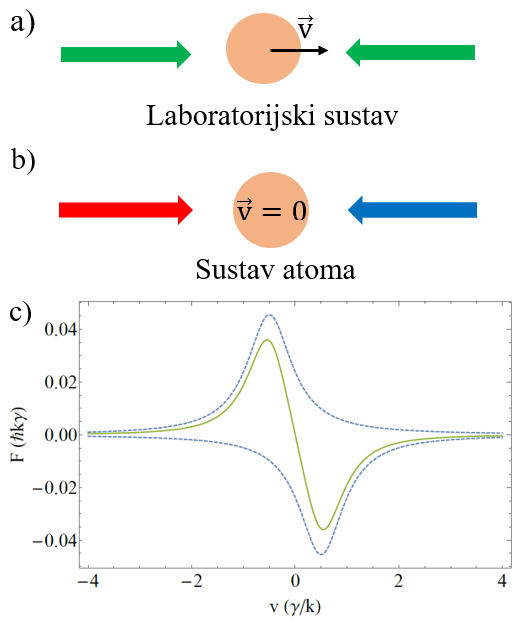 a)
v⃗
Laboratorijski sustav
b)
v⃗ = 0
Sustav atoma
c)
0.04
0.02
0.00
−0.02
−0.04
F (ħkγ)
−4 −2 0 2 4
v (γ/k)